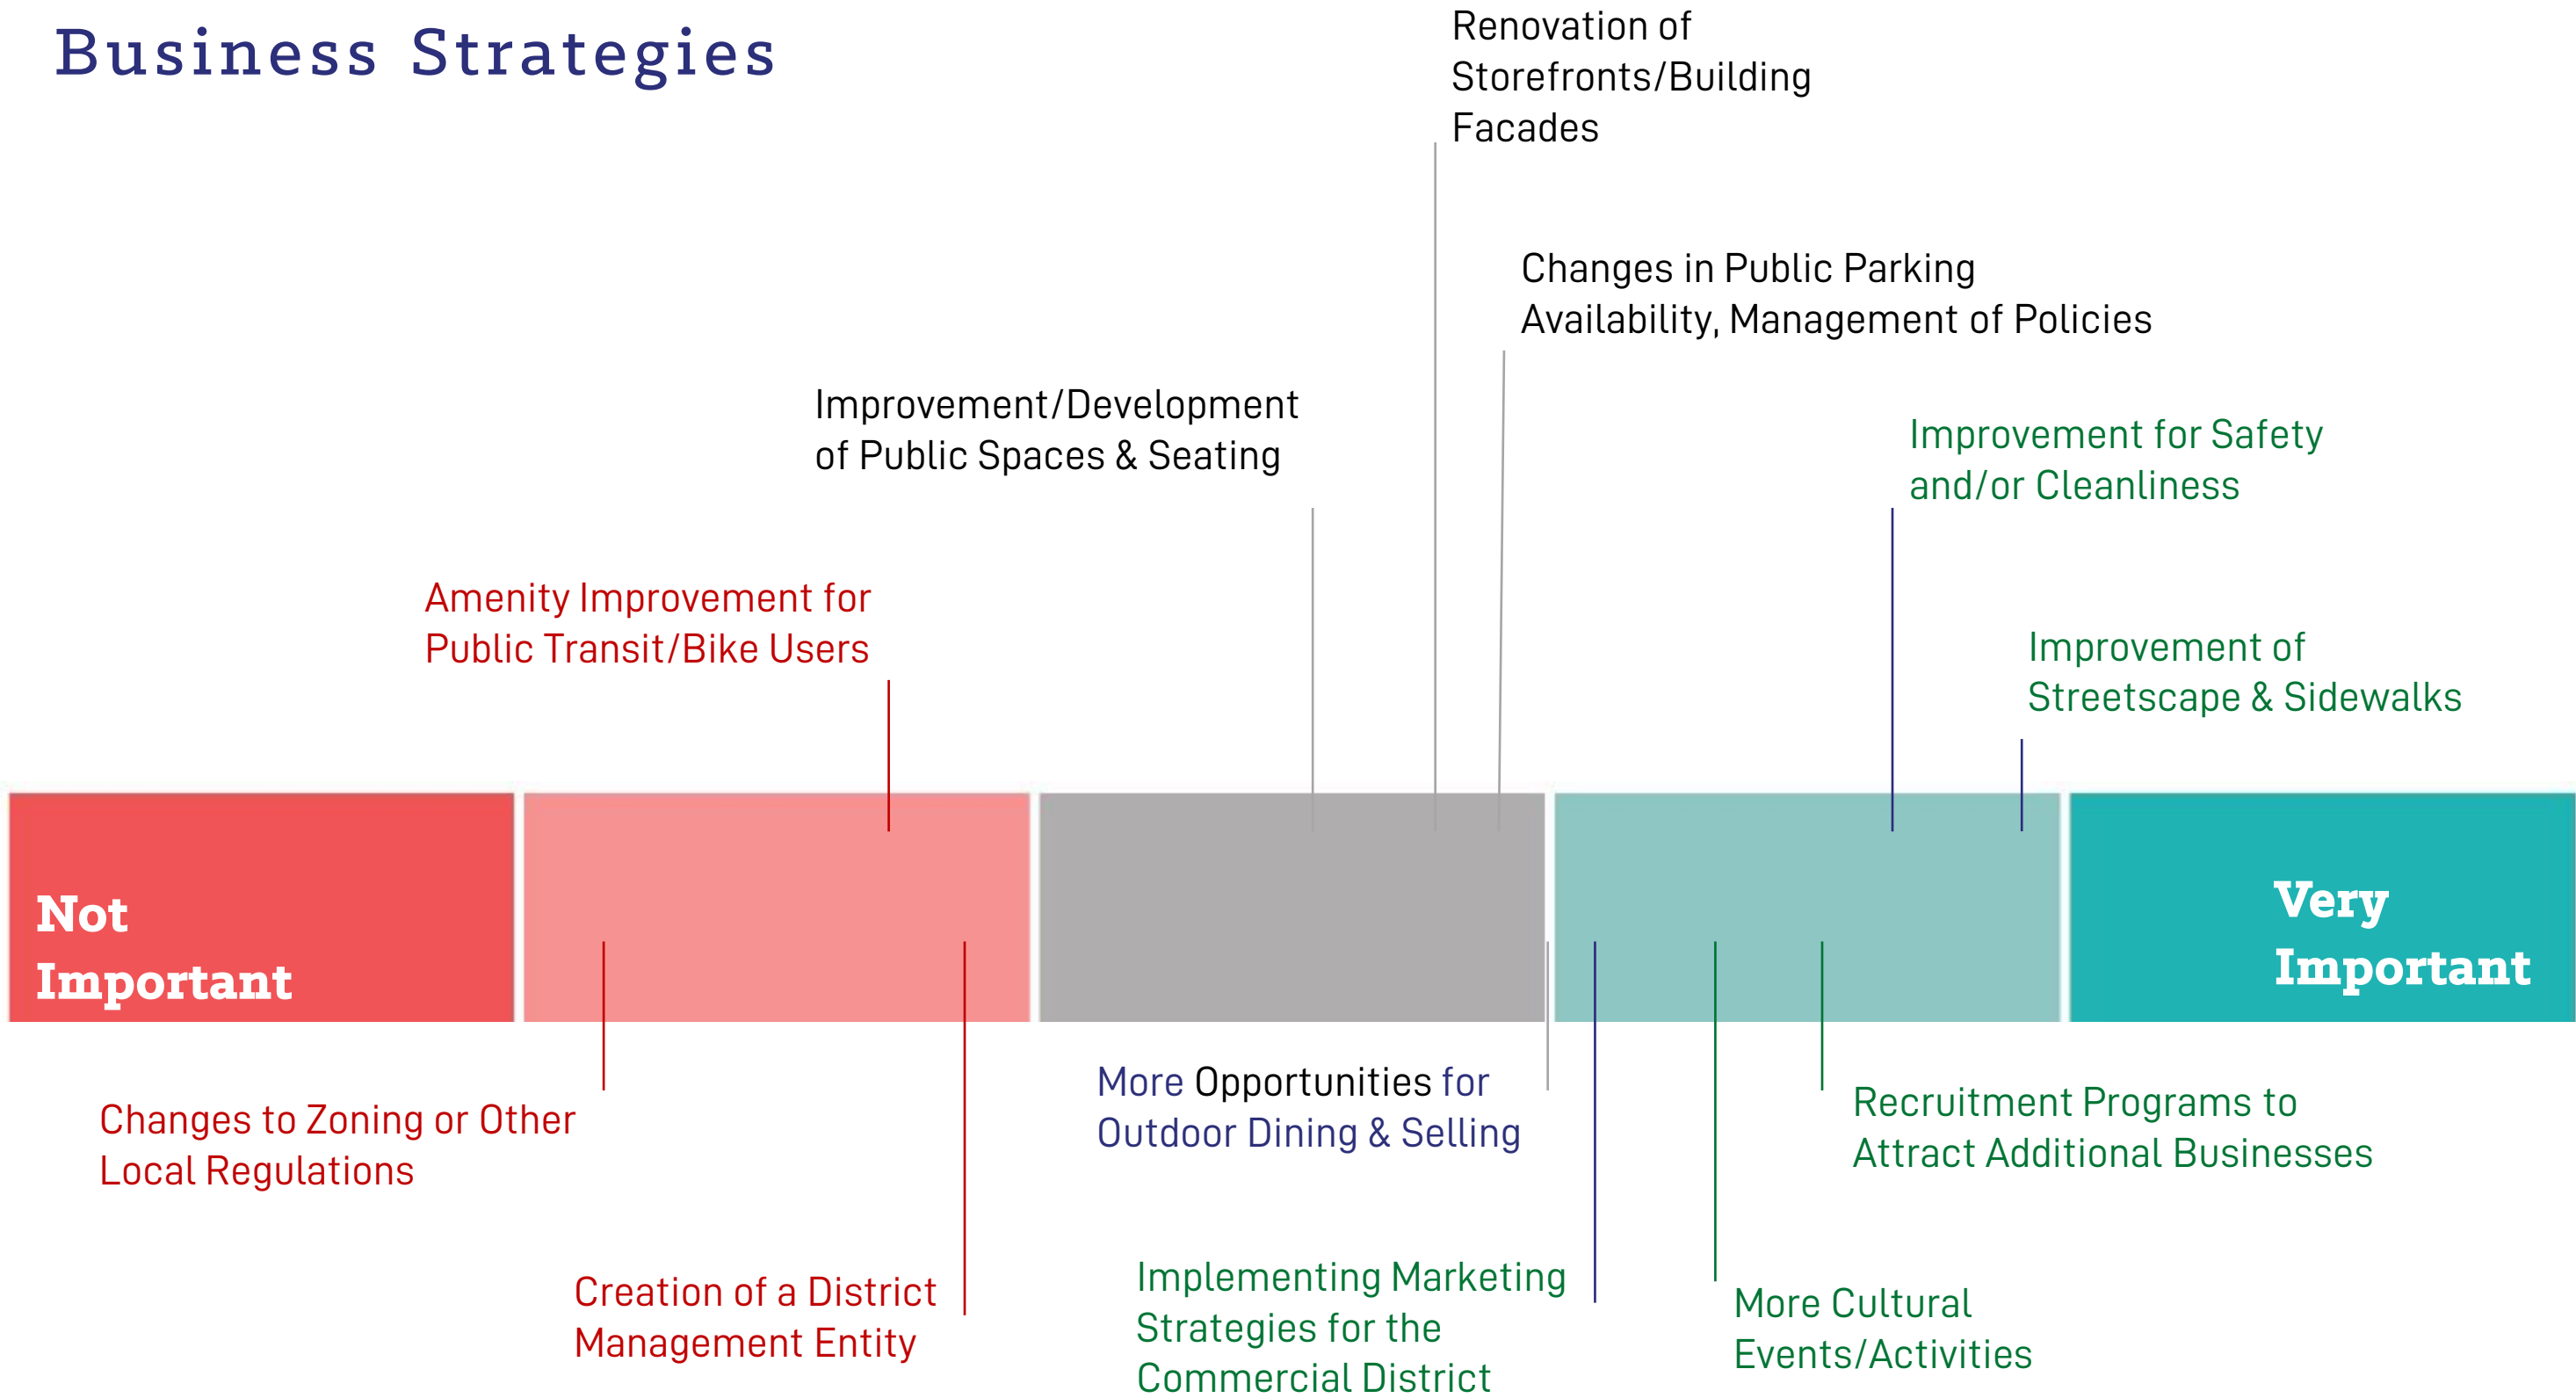 Business Strategies
Renovation of
Storefronts/Building
Facades
Changes in Public Parking
Availability, Management of Policies
Improvement/Development
of Public Spaces & Seating
Improvement for Safety
and/or Cleanliness
Amenity Improvement for
Public Transit/Bike Users
Improvement of
Streetscape & Sidewalks
Not
Important
Very
Important
Changes to Zoning or Other
Local Regulations
More Opportunities for
Outdoor Dining & Selling
Recruitment Programs to
Attract Additional Businesses
Creation of a District
Management Entity
Implementing Marketing
Strategies for the
Commercial District
More Cultural
Events/Activities